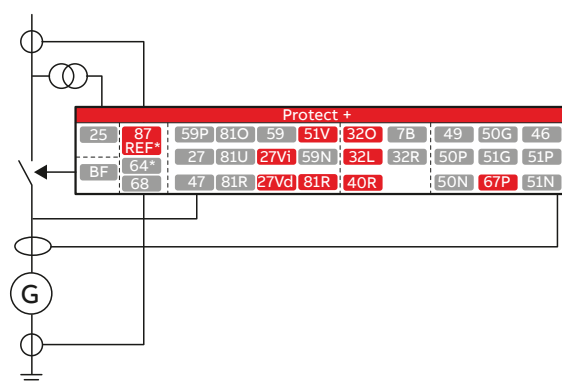 Protect +
25 87 59P 81O 59 51V 32O 7B 49 50G 46
REF*
27 81U 27Vi 59N 32L 32R 50P 51G 51P
BF 64*
68 47 81R 27Vd 81R 40R 50N 67P 51N
G